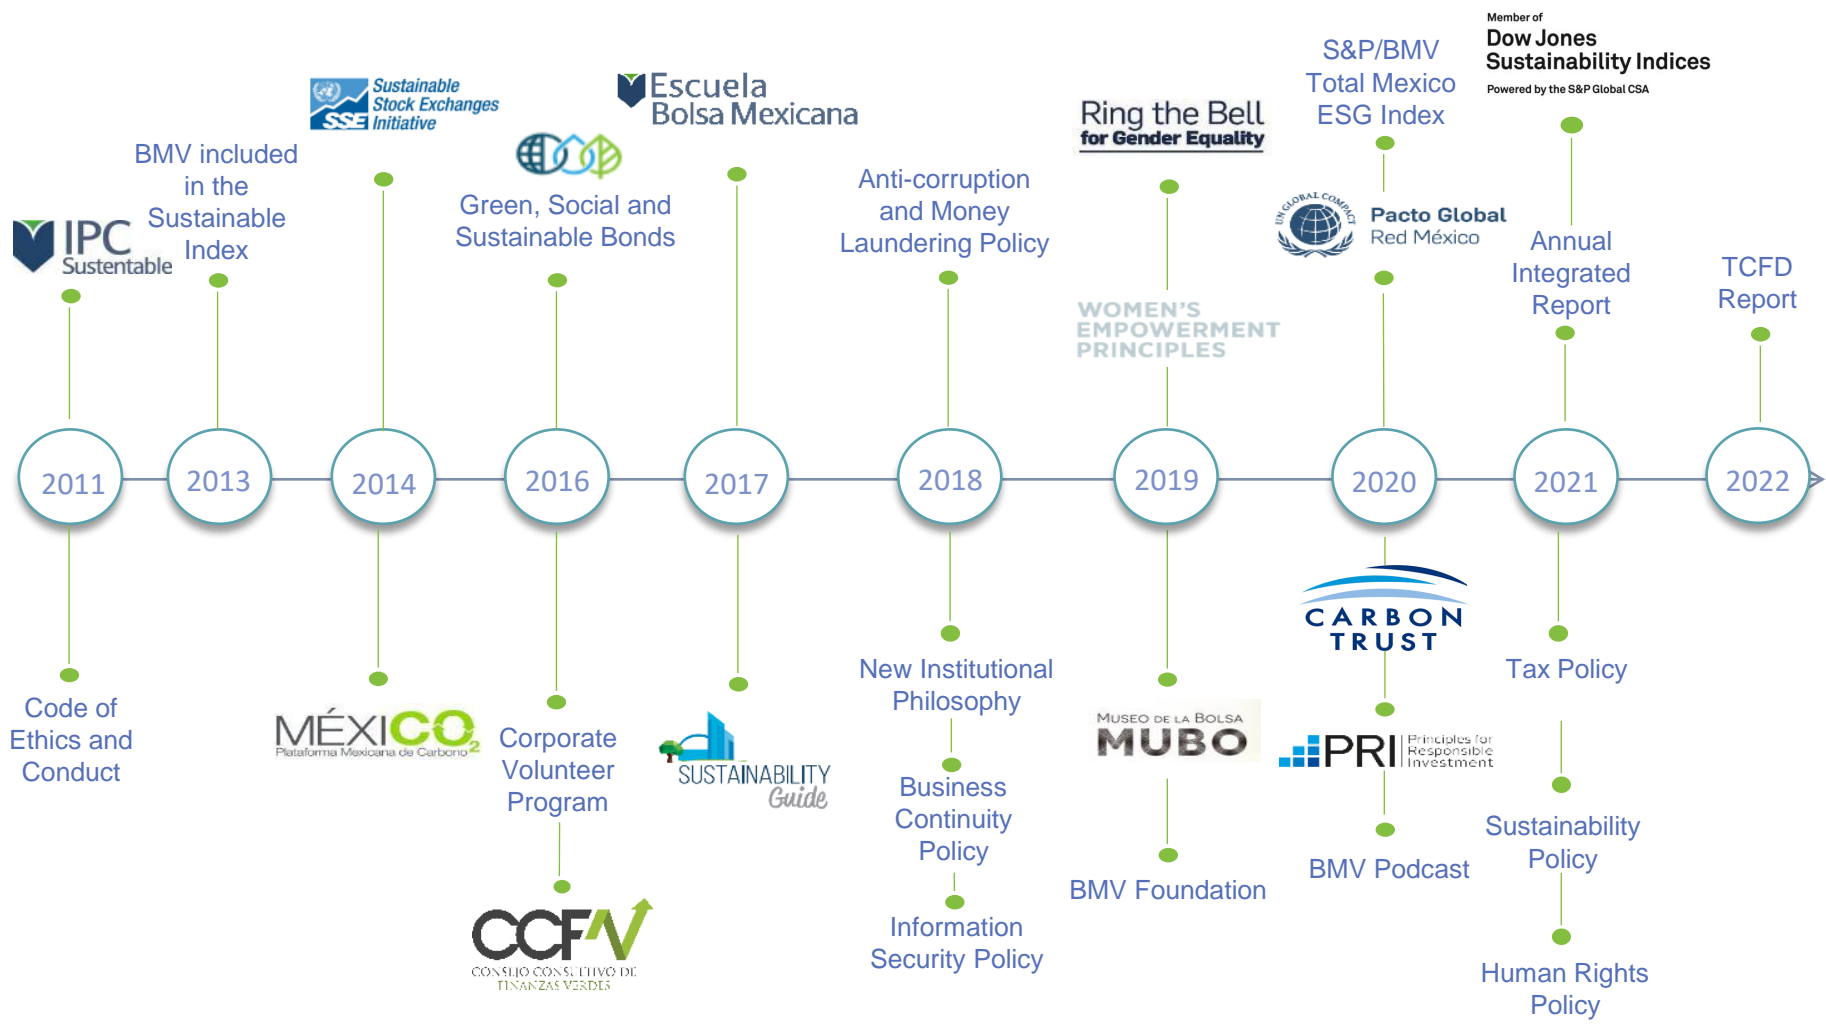 IPC
Sustentable
BMV included
in the
Sustainable
Index
Sustainable
Stock Exchanges
Initiative
SSE
Green, Social and
Sustainable Bonds
Escuela
Bolsa Mexicana
Anti-corruption
and Money
Laundering Policy
Ring the Bell
for Gender Equality
WOMEN'S
EMPOWERMENT
PRINCIPLES
S&P/BMV
Total Mexico
ESG Index
UN GLOBAL COMPACT
Pacto Global
Red México
Member of
Dow Jones
Sustainability Indices
Powered by the S&P Global CSA
Annual
Integrated
Report
TCFD
Report
2011
2013
2014
2016
2017
2018
2019
2020
2021
2022
Code of
Ethics and
Conduct
MÉXICO2
Plataforma Mexicana de Carbono
Corporate
Volunteer
Program
CCFV
CONSEJO CONSULTIVO DE
FINANZAS VERDES
SUSTAINABILITY
Guide
New Institutional
Philosophy
Business
Continuity
Policy
Information
Security Policy
MUSEO DE LA BOLSA
MUBO
BMV Foundation
CARBON
TRUST
PRI
Principles for
Responsible
Investment
BMV Podcast
Tax Policy
Sustainability
Policy
Human Rights
Policy